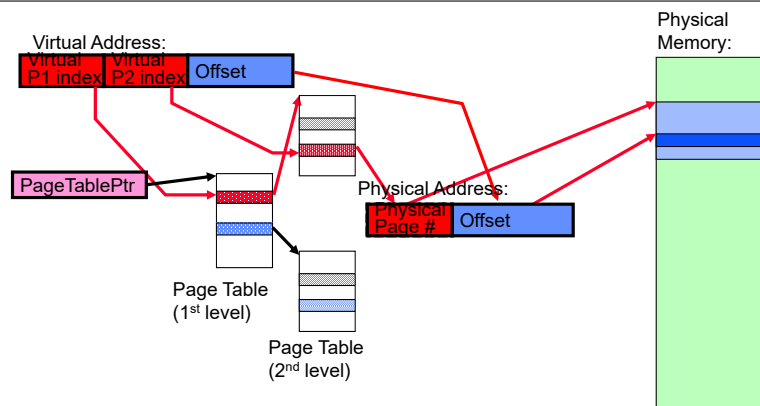 Physical
Memory:
Virtual Address:
Virtual
P1 index
Virtual
P2 index
Offset
PageTablePtr
Physical Address:
Physical
Page #
Offset
Page Table
(1st level)
Page Table
(2nd level)